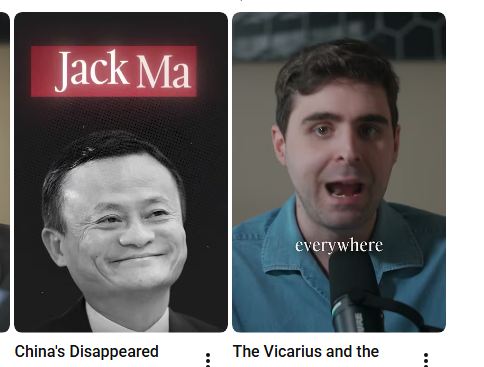 Jack Ma
everywhere
China's Disappeared
The Vicarius and the